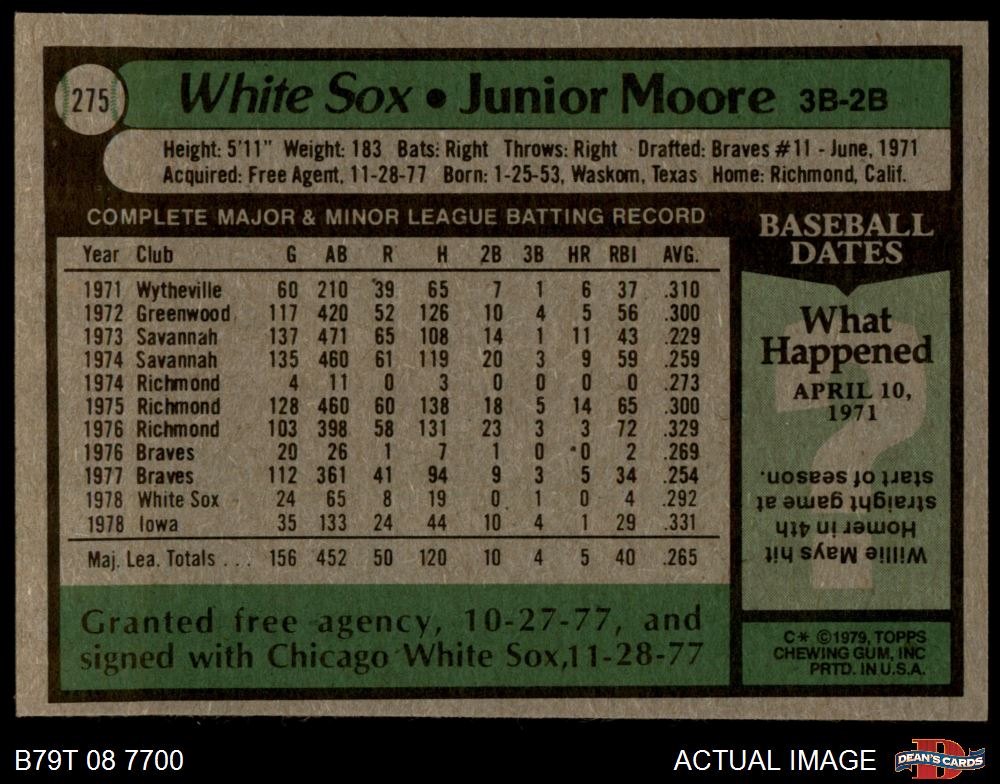 275 White Sox • Junior Moore 3B-2B
Height: 5'11" Weight: 183 Bats: Right Throws: Right Drafted: Braves #11 - June, 1971
Acquired: Free Agent, 11-28-77 Born: 1-25-53, Waskom, Texas Home: Richmond, Calif.
COMPLETE MAJOR & MINOR LEAGUE BATTING RECORD
Year Club G AB R H 2B 3B HR RBI AVG.
1971 Wytheville 60 210 39 65 7 1 6 37 .310
1972 Greenwood 117 420 52 126 10 4 5 56 .300
1973 Savannah 137 471 65 108 14 1 11 43 .229
1974 Savannah 135 460 61 119 20 3 9 59 .259
1974 Richmond 4 11 0 3 0 0 0 0 .273
1975 Richmond 128 460 60 138 18 5 14 65 .300
1976 Richmond 103 398 58 131 23 3 3 72 .329
1976 Braves 20 26 1 7 1 0 0 2 .269
1977 Braves 112 361 41 94 9 3 5 34 .254
1978 White Sox 24 65 8 19 0 1 0 4 .292
1978 Iowa 35 133 24 44 10 4 1 29 .331
Maj. Lea. Totals . . . 156 452 50 120 10 4 5 40 .265
Granted free agency, 10-27-77, and
signed with Chicago White Sox, 11-28-77
BASEBALL
DATES
What
Happened
APRIL 10,
1971
?
Willie Mays hit
Homer in 4th
straight game at
start of season.
C* ©1979, TOPPS
CHEWING GUM, INC
PRTD. IN U.S.A.
B79T 08 7700
ACTUAL IMAGE
D
DEAN'S CARDS